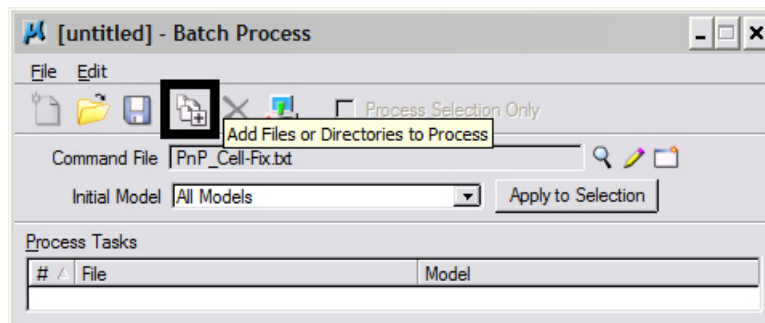 [untitled] - Batch Process
File Edit
Process Selection Only
Add Files or Directories to Process
Command File PnP_Cell-Fix.txt
Initial Model All Models Apply to Selection
Process Tasks
# File Model